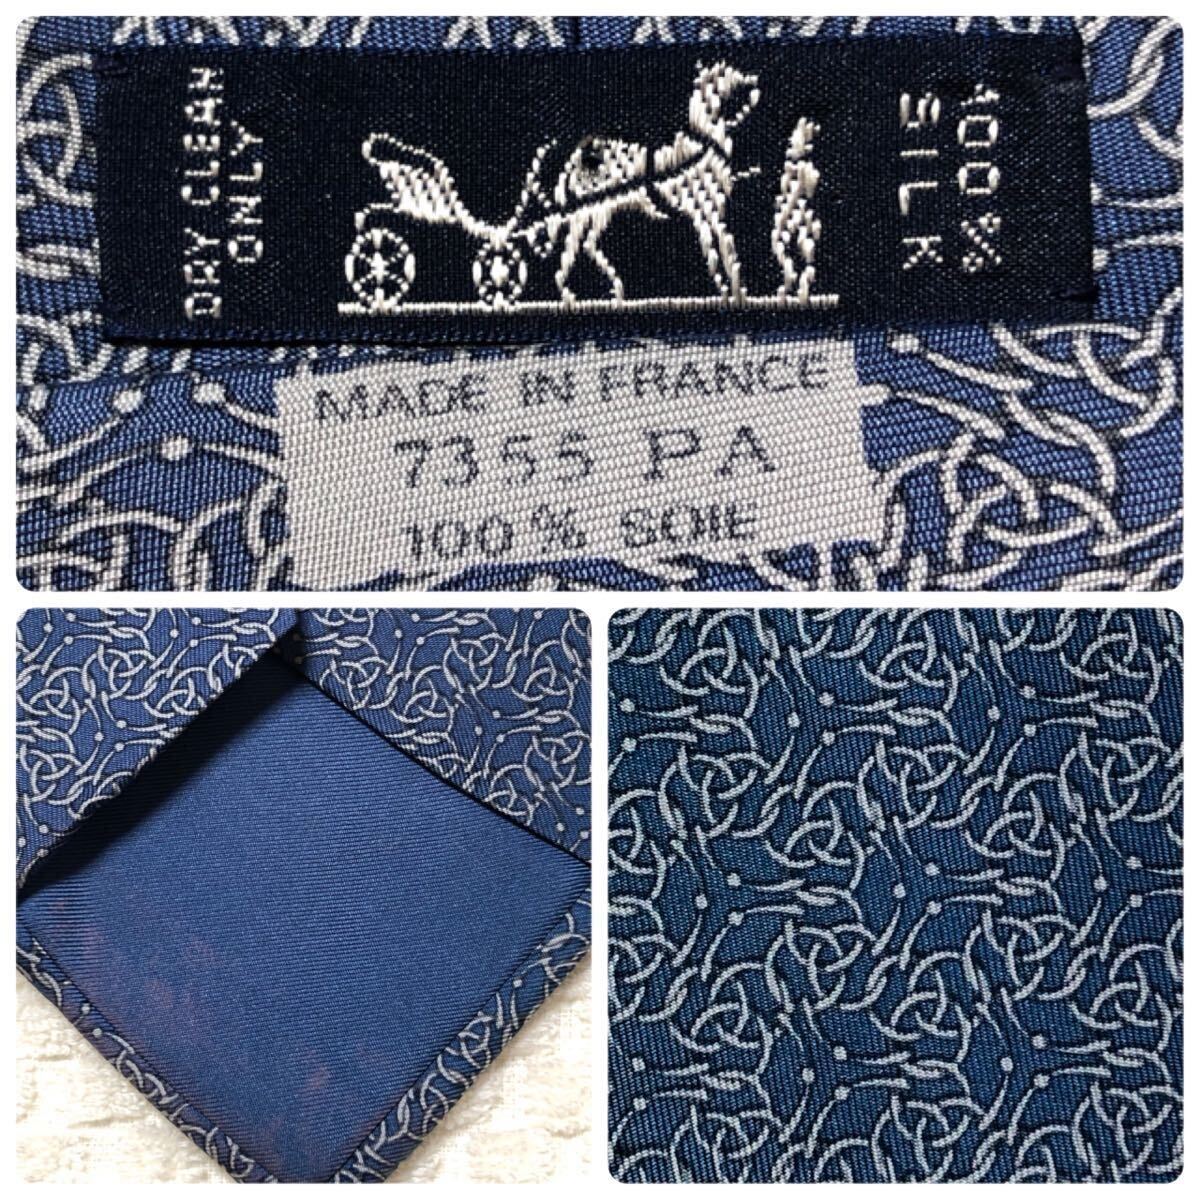 DRY CLEAN
ONLY
100%
SILK
MADE IN FRANCE
7355 PA
100% SOIE